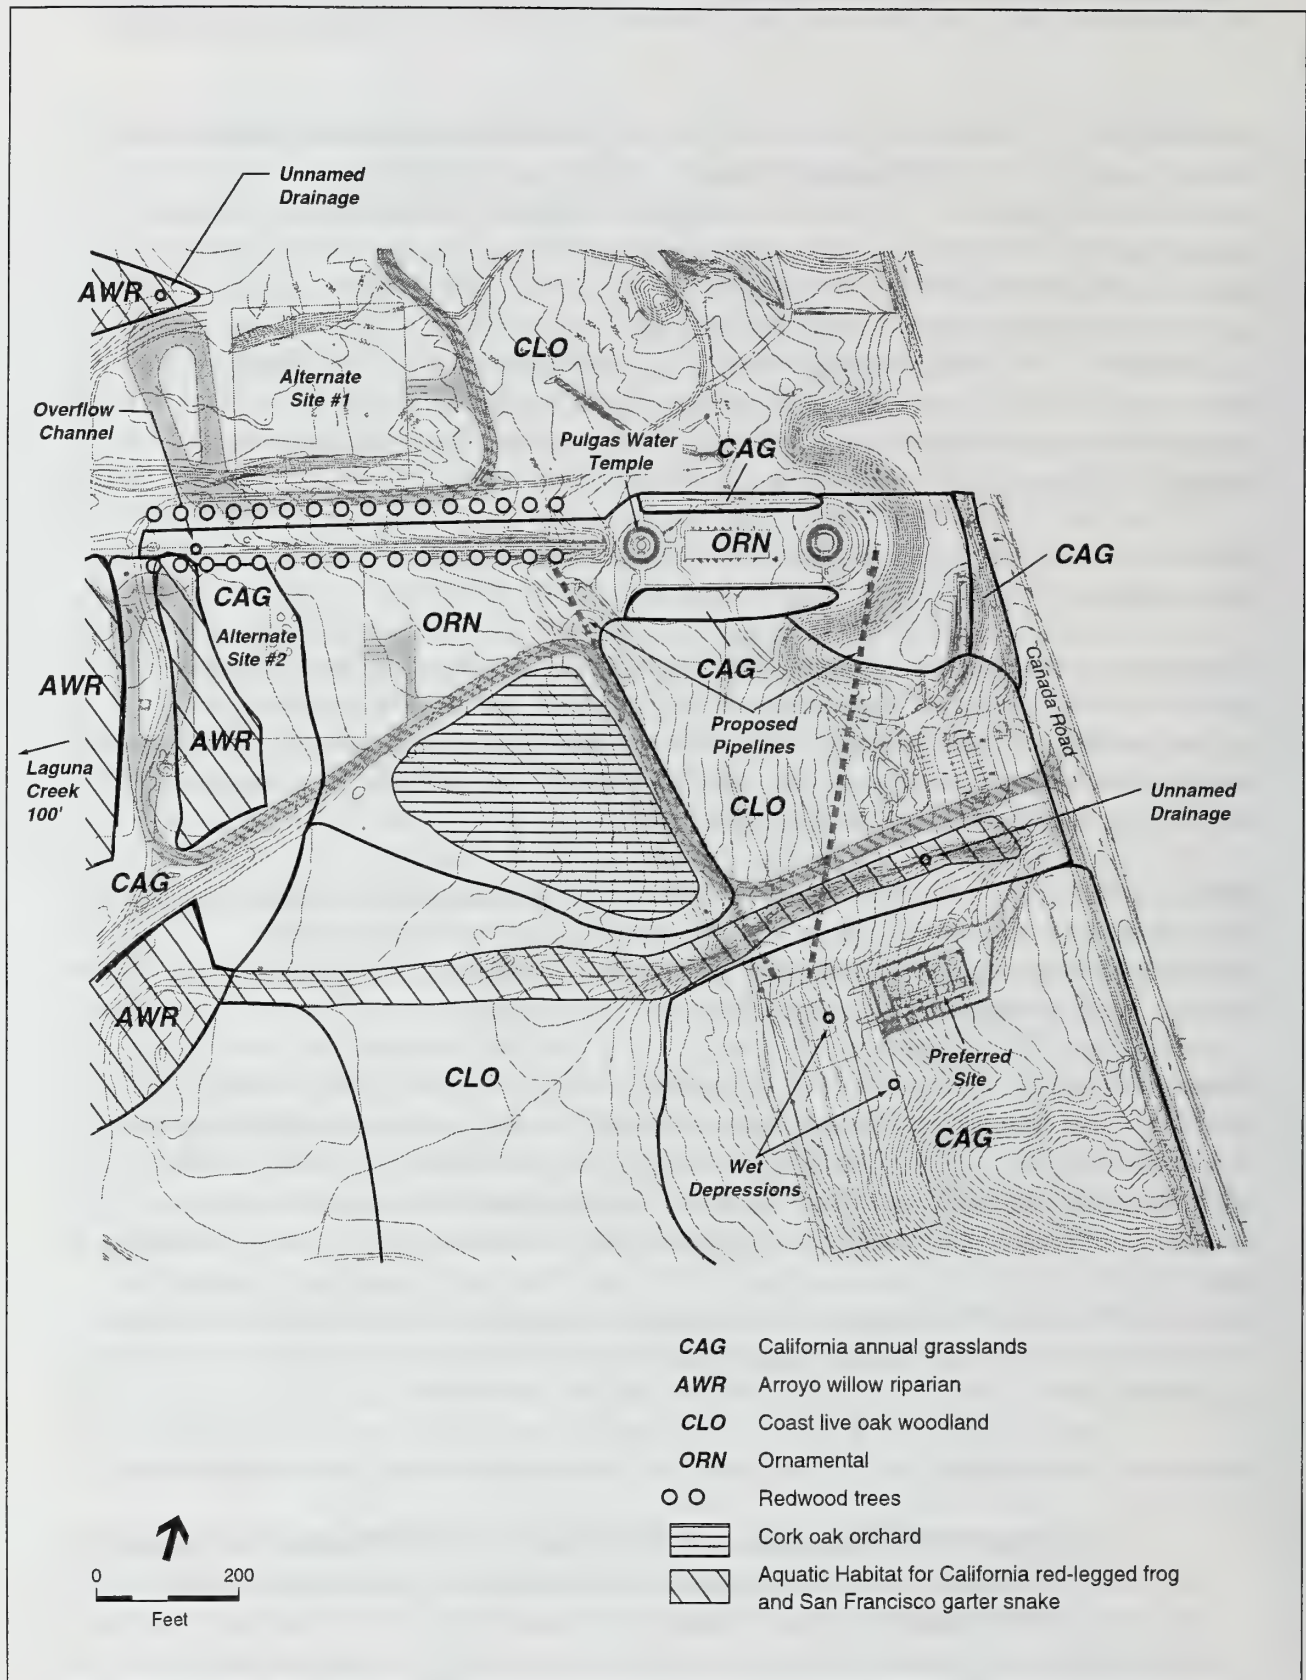 Unnamed
Drainage
AWR
CLO
Alternate
Site #1
Overflow
Channel
Pulgas Water
Temple
CAG
ORN
CAG
CAG
Alternate
Site #2
ORN
AWR
CAG
Canada Road
Proposed
Pipelines
AWR
Laguna
Creek
100'
CLO
Unnamed
Drainage
CAG
AWR
CLO
Preferred
Site
CAG
Wet
Depressions
CAG California annual grasslands
AWR Arroyo willow riparian
CLO Coast live oak woodland
ORN Ornamental
Redwood trees
Cork oak orchard
Aquatic Habitat for California red-legged frog
and San Francisco garter snake
0 200
Feet